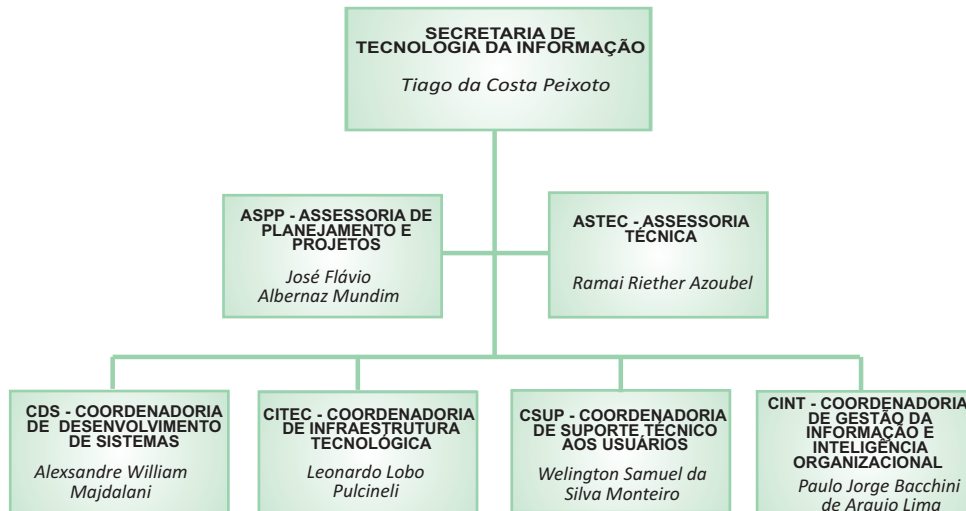 SECRETARIA DE
TECNOLOGIA DA INFORMAÇÃO
Tiago da Costa Peixoto
ASPP - ASSESSORIA DE
PLANEJAMENTO E
PROJETOS
José Flávio
Albernaz Mundim
ASTEC - ASSESSORIA
TÉCNICA
Ramai Riether Azoubel
CDS - COORDENADORIA
DE DESENVOLVIMENTO
DE SISTEMAS
Alexsandre William
Majdalani
CITEC - COORDENADORIA
DE INFRAESTRUTURA
TECNOLÓGICA
Leonardo Lobo
Pulcineli
CSUP - COORDENADORIA
DE SUPORTE TÉCNICO
AOS USUÁRIOS
Welington Samuel da
Silva Monteiro
CINT - COORDENADORIA
DE GESTÃO DA
INFORMAÇÃO E
INTELIGÊNCIA
ORGANIZACIONAL
Paulo Jorge Bacchini
de Araujo Lima